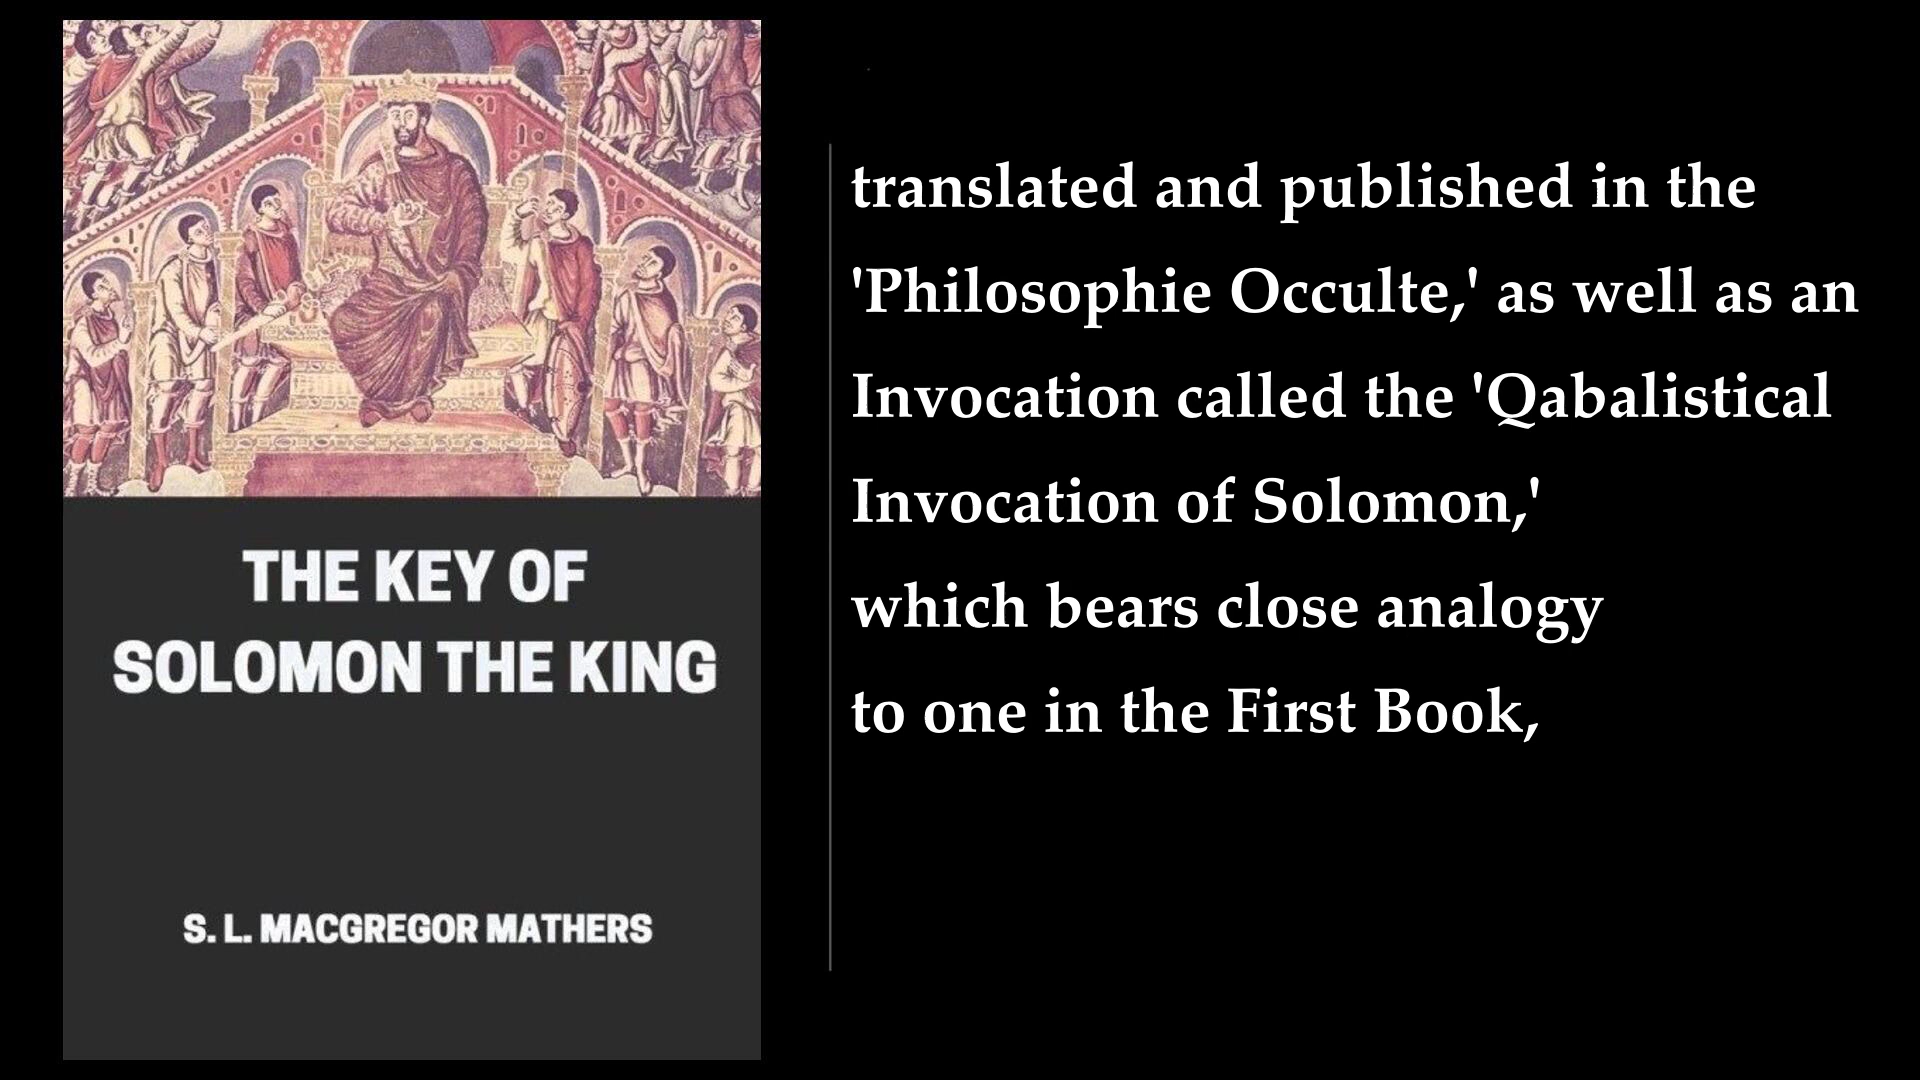 THE KEY OF
SOLOMON THE KING
S. L. MACGREGOR MATHERS
translated and published in the
'Philosophie Occulte,' as well as an
Invocation called the 'Qabalistical
Invocation of Solomon,'
which bears close analogy
to one in the First Book,